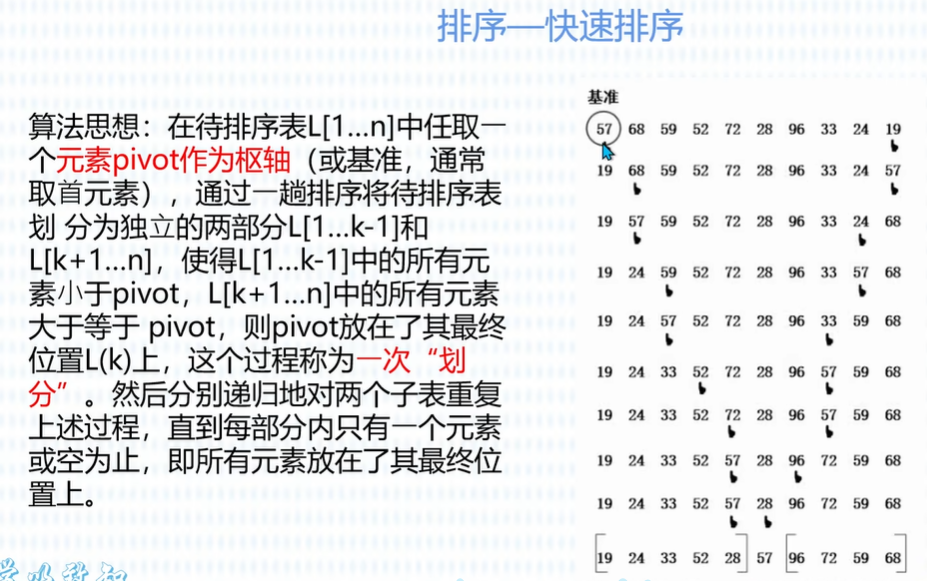 排序—快速排序
算法思想：在待排序表L[1…n]中任取一
个元素pivot作为枢轴（或基准，通常
取首元素），通过一趟排序将待排序表
划 分为独立的两部分L[1…k-1]和
L[k+1…n]，使得L[1…k-1]中的所有元
素小于pivot，L[k+1…n]中的所有元素
大于等于 pivot，则pivot放在了其最终
位置L(k)上，这个过程称为一次“划
分”。然后分别递归地对两个子表重复
上述过程，直到每部分内只有一个元素
或空为止，即所有元素放在了其最终位
置上。
基准
57 68 59 52 72 28 96 33 24 19
19 68 59 52 72 28 96 33 24 57
19 57 59 52 72 28 96 33 24 68
19 24 59 52 72 28 96 33 57 68
19 24 57 52 72 28 96 33 59 68
19 24 33 52 72 28 96 57 59 68
19 24 33 52 72 28 96 57 59 68
19 24 33 52 57 28 96 72 59 68
19 24 33 52 57 28 96 72 59 68
[19 24 33 52 28] 57 [96 72 59 68]